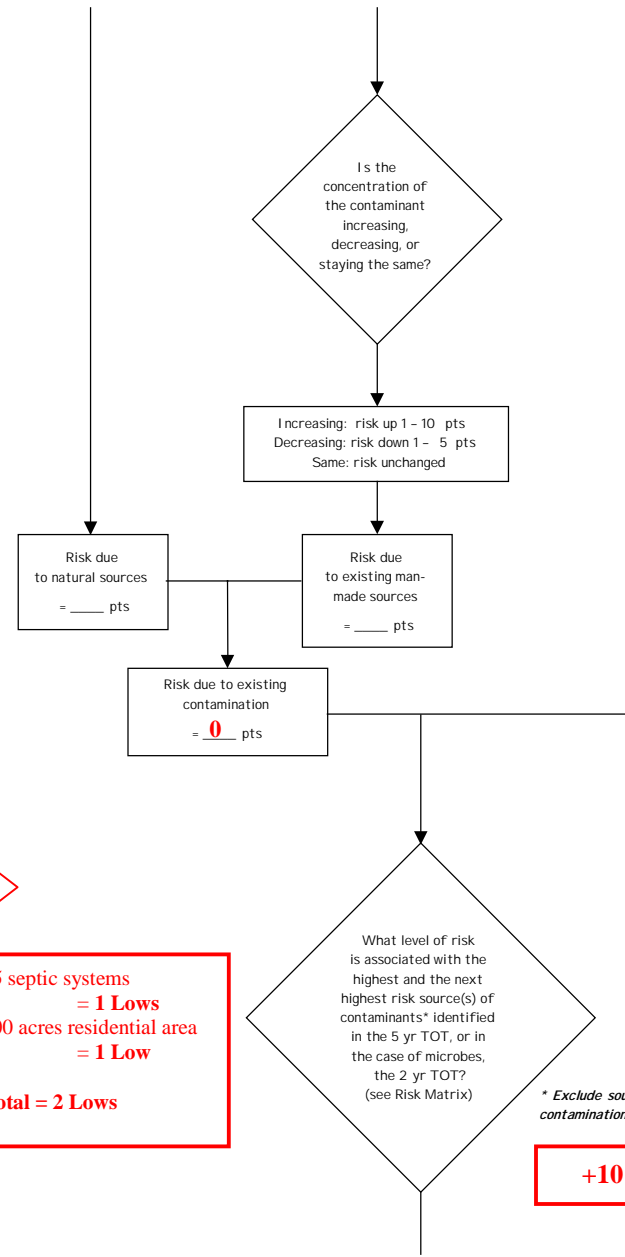 Is the
concentration of
the contaminant
increasing,
decreasing, or
staying the same?
Increasing: risk up 1 – 10 pts
Decreasing: risk down 1 – 5 pts
Same: risk unchanged
Risk due
to natural sources
= _____ pts
Risk due
to existing man-
made sources
= _____ pts
Risk due to existing
contamination
= __0__ pts
septic systems
= 1 Lows
00 acres residential area
= 1 Low
otal = 2 Lows
What level of risk
is associated with the
highest and the next
highest risk source(s) of
contaminants* identified
in the 5 yr TOT, or in
the case of microbes,
the 2 yr TOT?
(see Risk Matrix)
* Exclude sou
contamination
+10